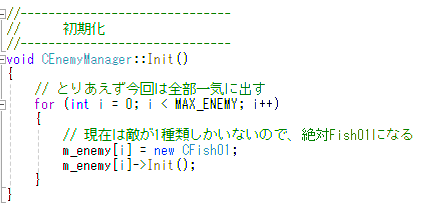 //------------------------------
//      初期化
//------------------------------
void CEnemyManager::Init()
{
    // とりあえず今回は全部一気に出す
    for (int i = 0; i < MAX_ENEMY; i++)
    {
        // 現在は敵が1種類しかいないので、絶対Fish01になる
        m_enemy[i] = new CFish01;
        m_enemy[i]->Init();
    }
}